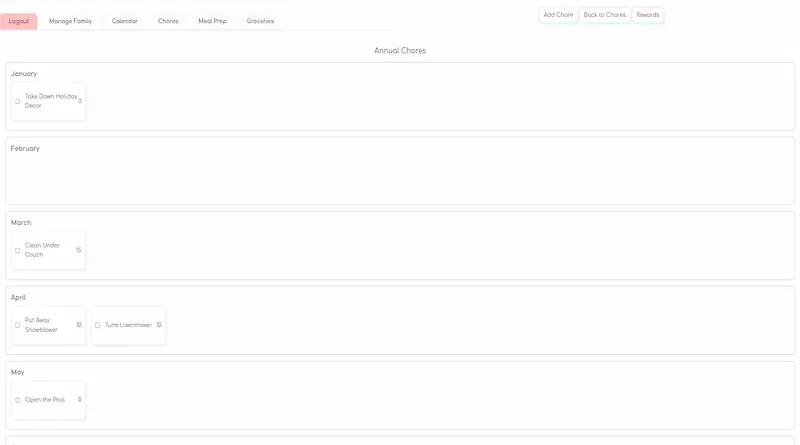 Logout Manage Family Calendar Chores Meal Prep Groceries
Add Chore Back to Chores Rewards
Annual Chores
January
Take Down Holiday
Decor
0
February
March
Clean Under
Couch
15
April
Put Away
Snowblower
10
Tune Lawnmower 10
May
Open the Pool 0